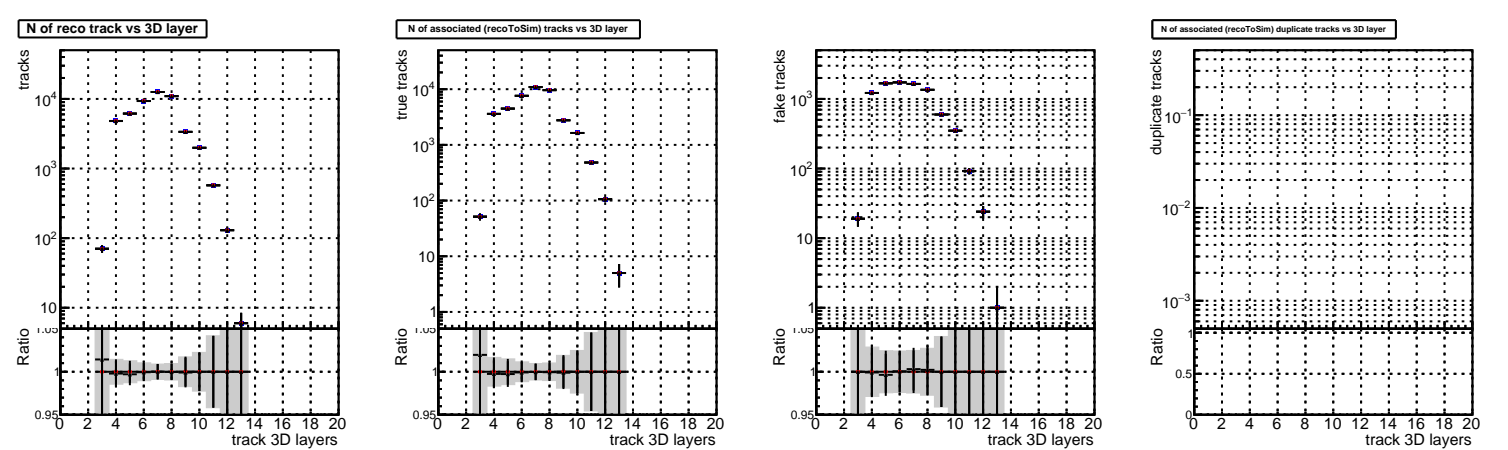 N of reco track vs 3D layer
tracks
10⁴
10³
10²
10
Ratio
1.05
1
0.95
0 2 4 6 8 10 12 14 16 18 20
track 3D layers
N of associated (recoToSim) tracks vs 3D layer
true tracks
10⁴
10³
10²
10
1
Ratio
1.05
1
0.95
0 2 4 6 8 10 12 14 16 18 20
track 3D layers
fake tracks
10³
10²
10
1
Ratio
1.05
1
0.95
0 2 4 6 8 10 12 14 16 18 20
track 3D layers
N of associated (recoToSim) duplicate tracks vs 3D layer
duplicate tracks
10⁻¹
10⁻²
10⁻³
Ratio
1
0.5
0
0 2 4 6 8 10 12 14 16 18 20
track 3D layers